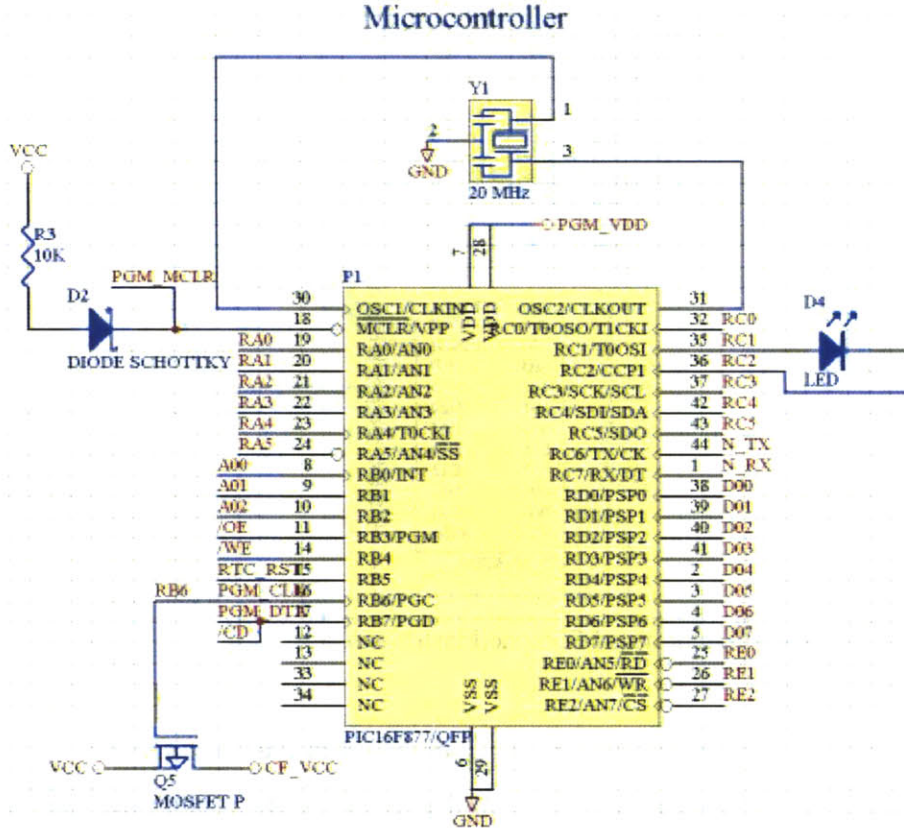 Microcontroller
Y1
1
2
3
GND
20 MHz
VCC
R3
10K
PGM_VDD
7
28
PGM_MCLR
P1
D2
DIODE SCHOTTKY
D4
LED
30 OSC1/CLKIN VDD VDD OSC2/CLKOUT 31
18 MCLR/VPP RC0/T0OSO/T1CKI 32 RC0
RA0 19 RA0/AN0 RC1/T0OSI 35 RC1
RA1 20 RA1/AN1 RC2/CCP1 36 RC2
RA2 21 RA2/AN2 RC3/SCK/SCL 37 RC3
RA3 22 RA3/AN3 RC4/SDI/SDA 42 RC4
RA4 23 RA4/T0CKI RC5/SDO 43 RC5
RA5 24 RA5/AN4/SS RC6/TX/CK 44 N_TX
A00 8 RB0/INT RC7/RX/DT 1 N_RX
A01 9 RB1 RD0/PSP0 38 D00
A02 10 RB2 RD1/PSP1 39 D01
/OE 11 RB3/PGM RD2/PSP2 40 D02
/WE 14 RB4 RD3/PSP3 41 D03
RTC_RST 15 RB5 RD4/PSP4 2 D04
RB6 PGM_CLK 16 RB6/PGC RD5/PSP5 3 D05
PGM_DTA 17 RB7/PGD RD6/PSP6 4 D06
/CD 12 NC RD7/PSP7 5 D07
13 NC RE0/AN5/RD 25 RE0
33 NC RE1/AN6/WR 26 RE1
34 NC RE2/AN7/CS 27 RE2
VSS VSS
PIC16F877/QFP
6
29
GND
VCC
CF_VCC
Q5
MOSFET P